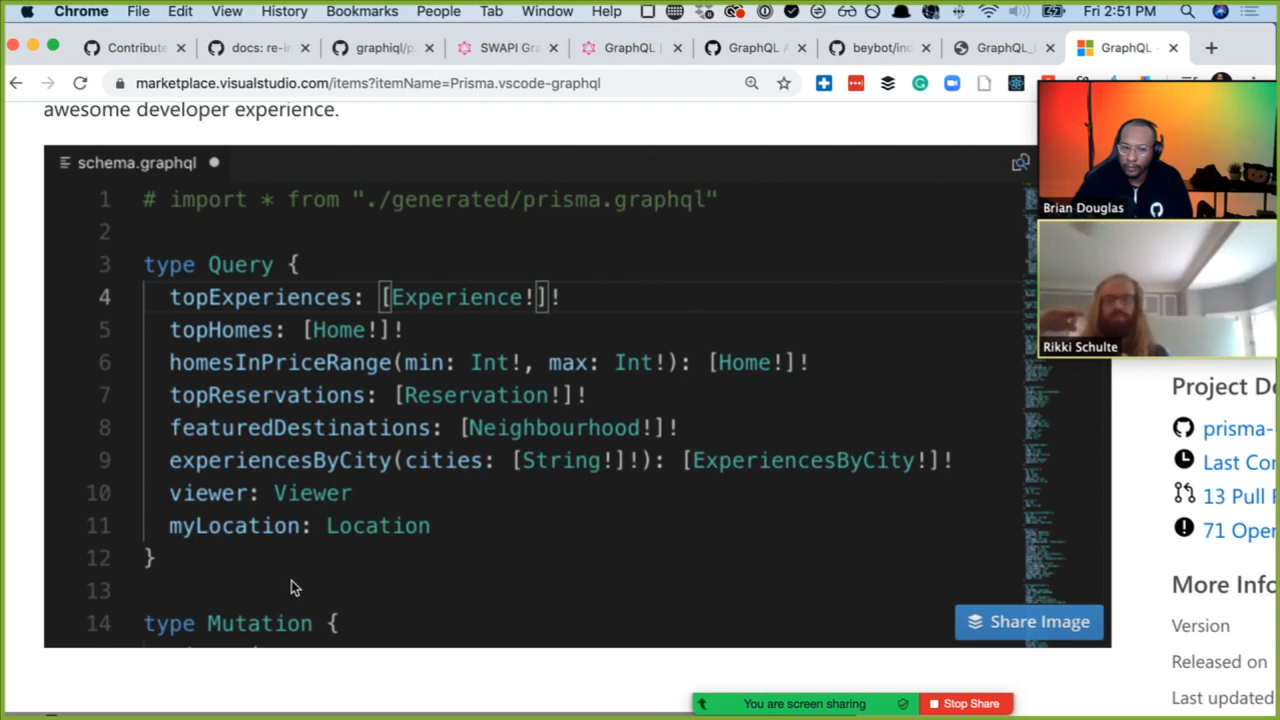 Chrome File Edit View History Bookmarks People Tab Window Help Fri 2:51 PM
Contribute docs: re-in graphiql/p SWAPI Gra GraphQL | GraphQL A beybot/ind GraphQL_ GraphQL -
marketplace.visualstudio.com/items?itemName=Prisma.vscode-graphql
awesome developer experience.
schema.graphql
1 # import * from "./generated/prisma.graphql"
2
3 type Query {
4 topExperiences: [Experience!]!
5 topHomes: [Home!]!
6 homesInPriceRange(min: Int!, max: Int!): [Home!]!
7 topReservations: [Reservation!]!
8 featuredDestinations: [Neighbourhood!]!
9 experiencesByCity(cities: [String!]!): [ExperiencesByCity!]!
10 viewer: Viewer
11 myLocation: Location
12 }
13
14 type Mutation {
Share Image
Brian Douglas
Rikki Schulte
Project De
prisma-
Last Com
13 Pull R
71 Open
More Info
Version
Released on
Last updated
You are screen sharing Stop Share